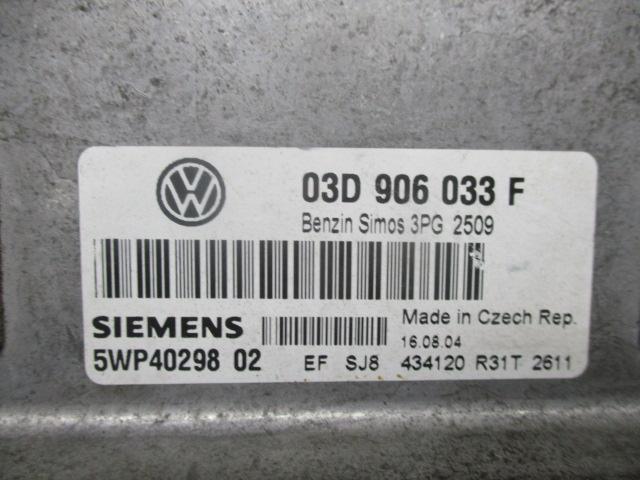 03D 906 033 F
Benzin Simos 3PG 2509
SIEMENS
Made in Czech Rep.
16.08.04
5WP40298 02
EF SJ8 434120 R31T 2611